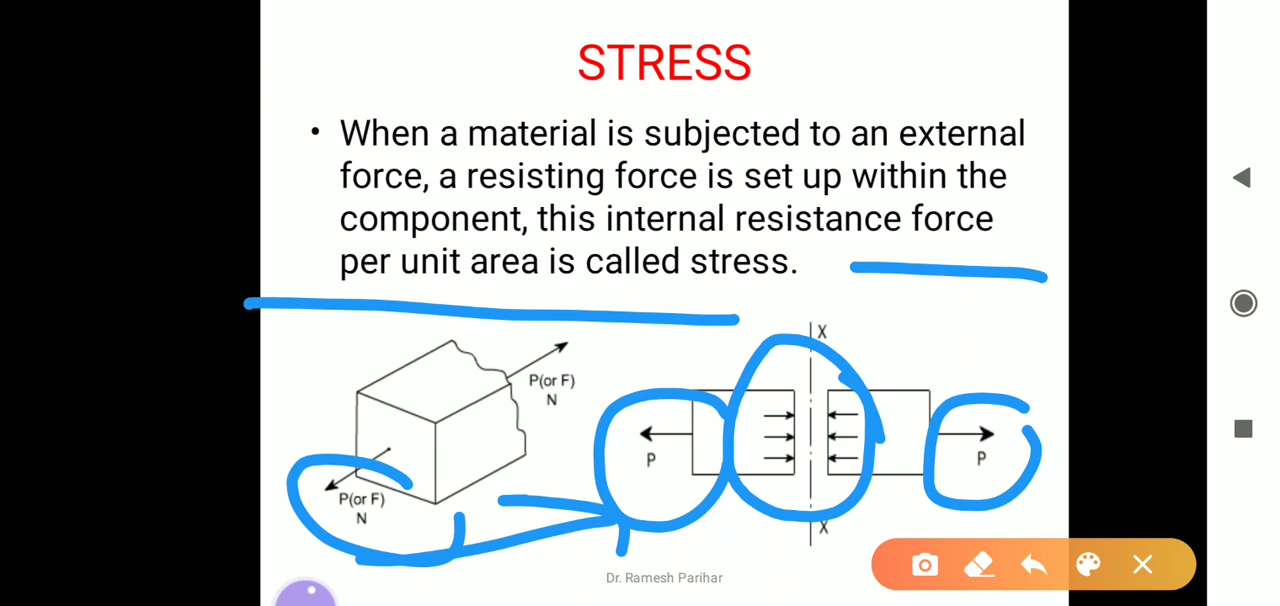 STRESS
• When a material is subjected to an external
force, a resisting force is set up within the
component, this internal resistance force
per unit area is called stress.
X
P(or F)
N
P
P
P(or F)
N
X
Dr. Ramesh Parihar